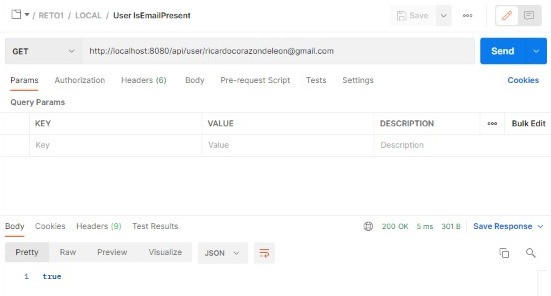 / RETO1 / LOCAL / User IsEmailPresent
Save
GET http://localhost:8080/api/user/ricardocorazondeleon@gmail.com Send
Params Authorization Headers (6) Body Pre-request Script Tests Settings Cookies
Query Params
KEY VALUE DESCRIPTION Bulk Edit
Key Value Description
Body Cookies Headers (9) Test Results 200 OK 5 ms 301 B Save Response
Pretty Raw Preview Visualize JSON
1 true